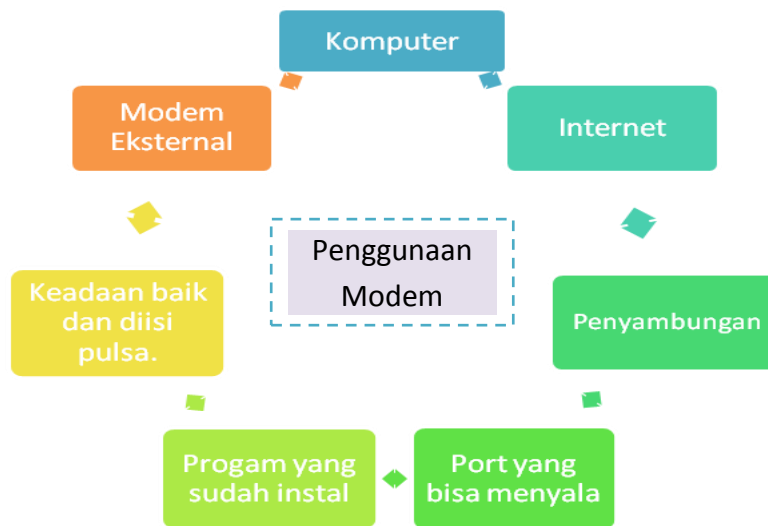 Komputer
Modem
Eksternal
Internet
Penggunaan
Modem
Keadaan baik
dan diisi
pulsa.
Penyambungan
Progam yang
sudah instal
Port yang
bisa menyala